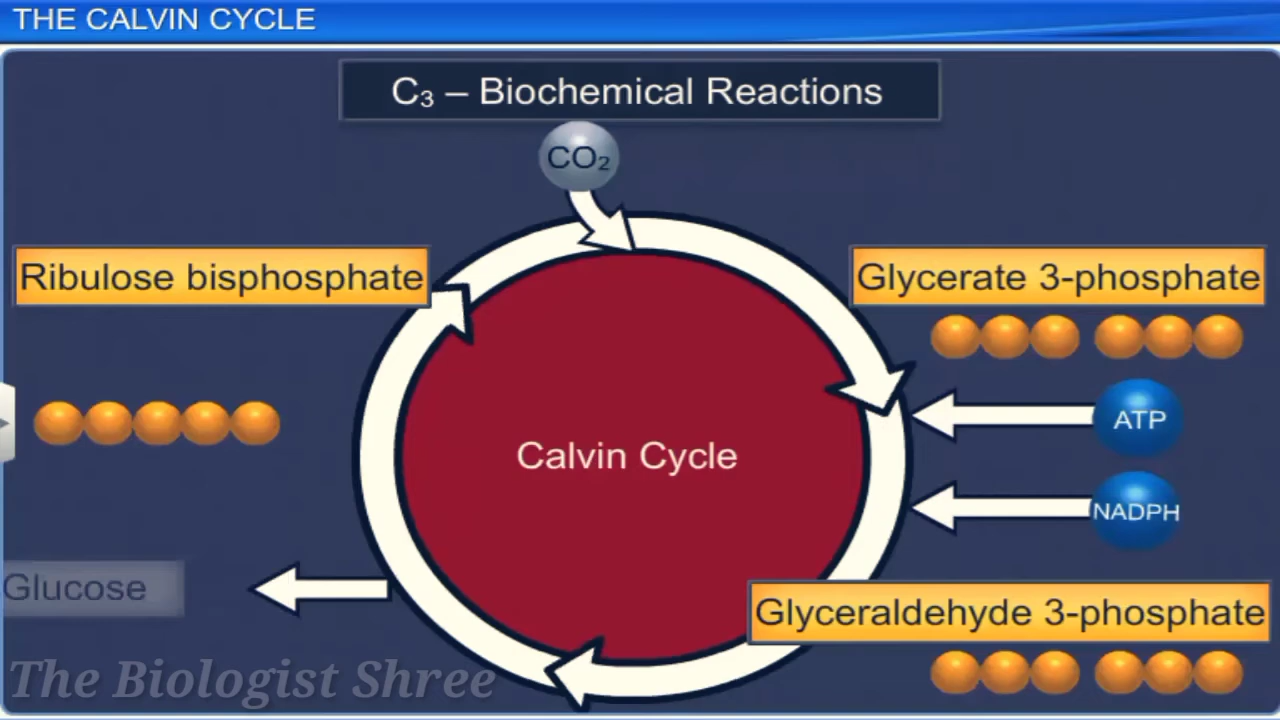 THE CALVIN CYCLE
C₃ – Biochemical Reactions
CO₂
Ribulose bisphosphate
Glycerate 3-phosphate
ATP
Calvin Cycle
NADPH
Glucose
Glyceraldehyde 3-phosphate
The Biologist Shree